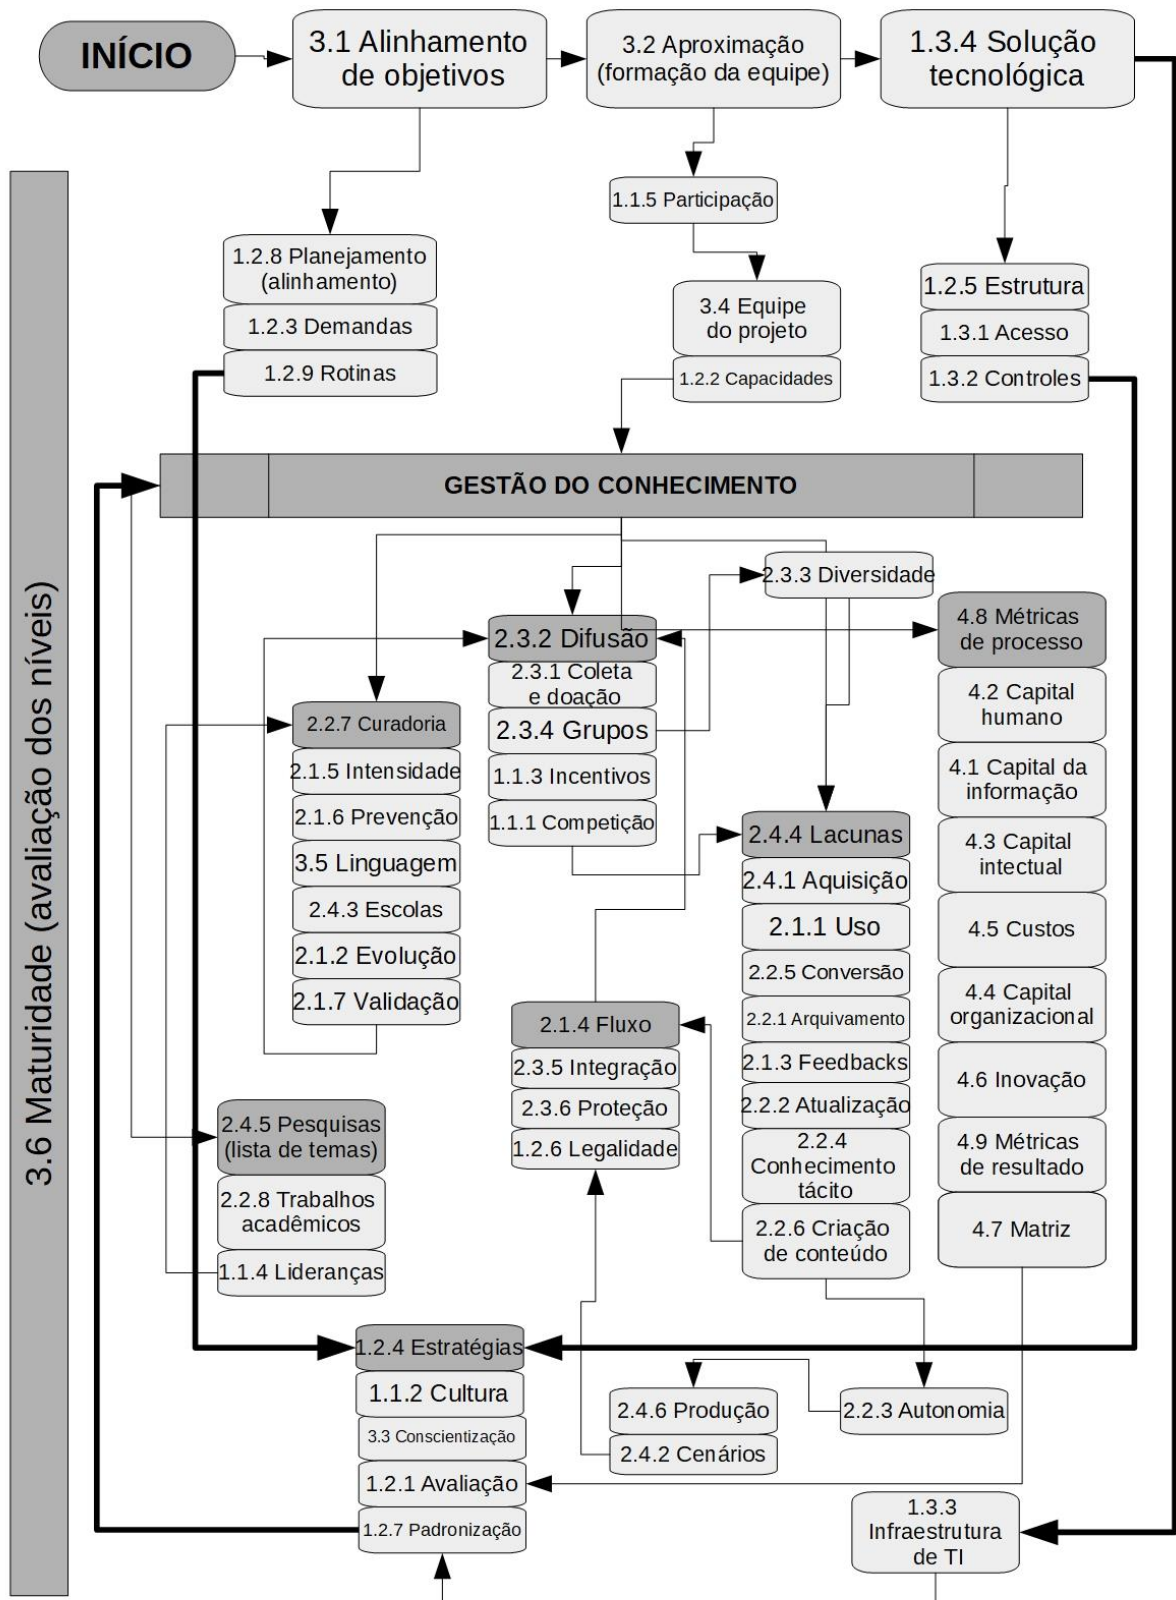 INÍCIO
3.1 Alinhamento
de objetivos
3.2 Aproximação
(formação da equipe)
1.3.4 Solução
tecnológica
1.1.5 Participação
1.2.8 Planejamento
(alinhamento)
1.2.3 Demandas
1.2.9 Rotinas
3.4 Equipe
do projeto
1.2.2 Capacidades
1.2.5 Estrutura
1.3.1 Acesso
1.3.2 Controles
GESTÃO DO CONHECIMENTO
3.6 Maturidade (avaliação dos níveis)
2.3.3 Diversidade
2.3.2 Difusão
2.3.1 Coleta
e doação
2.3.4 Grupos
1.1.3 Incentivos
1.1.1 Competição
2.2.7 Curadoria
2.1.5 Intensidade
2.1.6 Prevenção
3.5 Linguagem
2.4.3 Escolas
2.1.2 Evolução
2.1.7 Validação
4.8 Métricas
de processo
4.2 Capital
humano
4.1 Capital da
informação
4.3 Capital
intectual
4.5 Custos
4.4 Capital
organizacional
4.6 Inovação
4.9 Métricas
de resultado
4.7 Matriz
2.4.4 Lacunas
2.4.1 Aquisição
2.1.1 Uso
2.2.5 Conversão
2.2.1 Arquivamento
2.1.3 Feedbacks
2.2.2 Atualização
2.2.4
Conhecimento
tácito
2.2.6 Criação
de conteúdo
2.1.4 Fluxo
2.3.5 Integração
2.3.6 Proteção
1.2.6 Legalidade
2.4.5 Pesquisas
(lista de temas)
2.2.8 Trabalhos
acadêmicos
1.1.4 Lideranças
1.2.4 Estratégias
1.1.2 Cultura
3.3 Conscientização
1.2.1 Avaliação
1.2.7 Padronização
2.4.6 Produção
2.4.2 Cenários
2.2.3 Autonomia
1.3.3
Infraestrutura
de TI